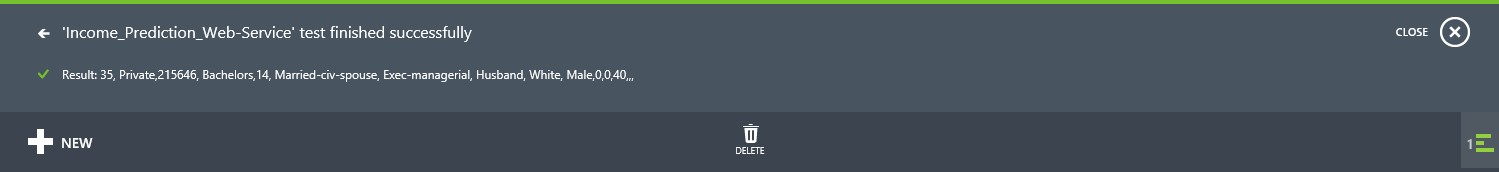 'Income_Prediction_Web-Service' test finished successfully
CLOSE
Result: 35, Private,215646, Bachelors,14, Married-civ-spouse, Exec-managerial, Husband, White, Male,0,0,40,,,
NEW
DELETE
1